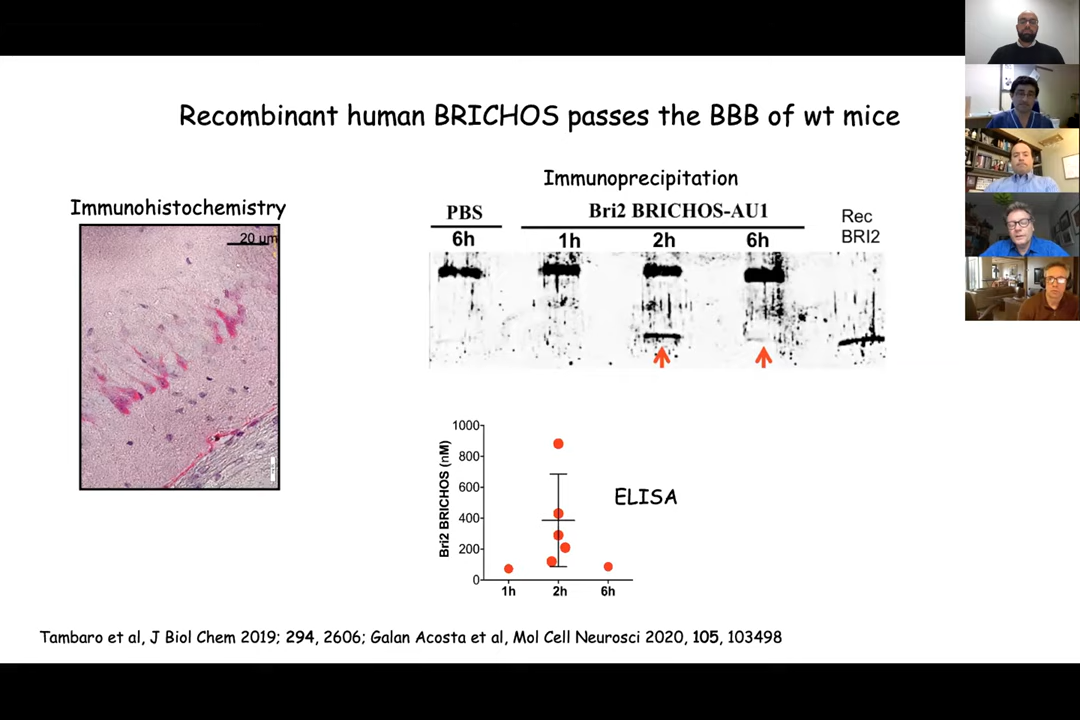 Recombinant human BRICHOS passes the BBB of wt mice
Immunohistochemistry
20 um
Immunoprecipitation
PBS
Bri2 BRICHOS-AU1
Rec
BRI2
6h
1h
2h
6h
Bri2 BRICHOS (nM)
1000
800
600
400
200
0
1h
2h
6h
ELISA
Tambaro et al, J Biol Chem 2019; 294, 2606; Galan Acosta et al, Mol Cell Neurosci 2020, 105, 103498